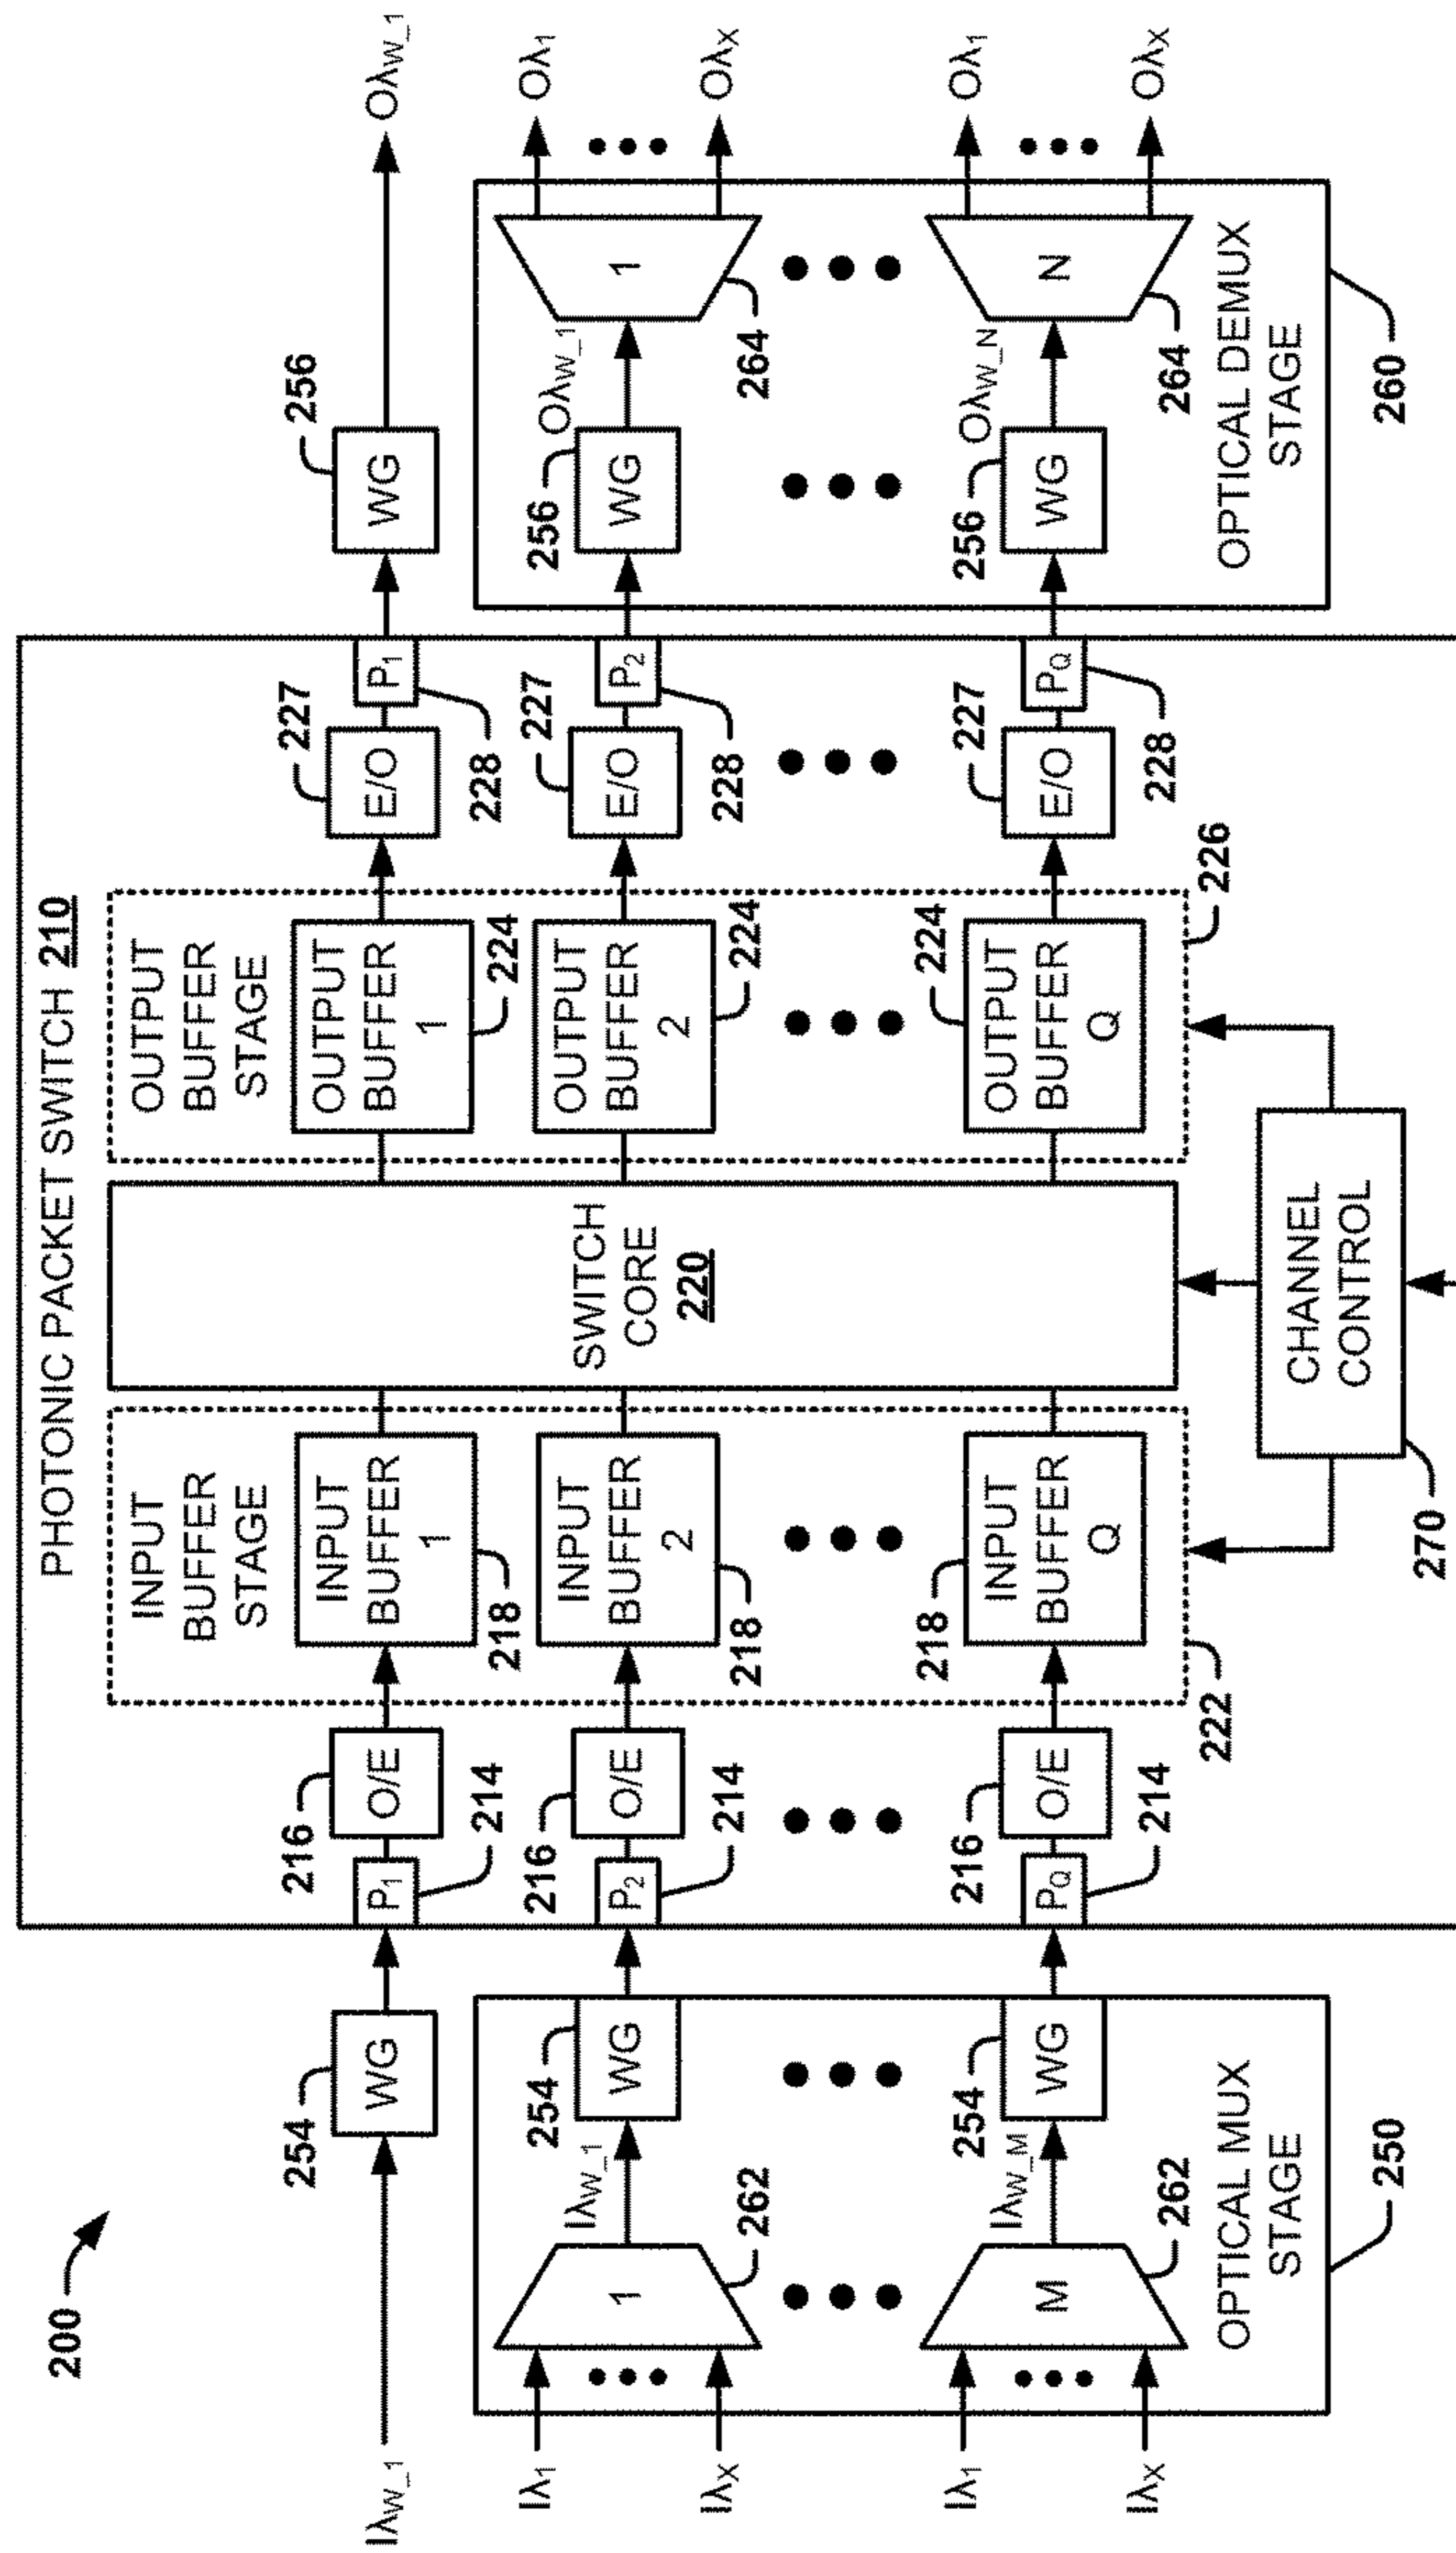 200
PHOTONIC PACKET SWITCH 210
INPUT
BUFFER
STAGE
OUTPUT
BUFFER
STAGE
IλW_1
254
WG
P1
214
216
O/E
INPUT
BUFFER
1
218
OUTPUT
BUFFER
1
224
227
E/O
P1
228
256
WG
OλW_1
Iλ1
IλX
1
262
IλW_1
254
WG
P2
214
216
O/E
INPUT
BUFFER
2
218
SWITCH
CORE
220
OUTPUT
BUFFER
2
224
227
E/O
P2
228
256
WG
OλW_1
1
264
Oλ1
OλX
Iλ1
IλX
M
262
IλW_M
254
WG
PQ
214
216
O/E
INPUT
BUFFER
Q
218
OUTPUT
BUFFER
Q
224
227
E/O
PQ
228
256
WG
OλW_N
N
264
Oλ1
OλX
OPTICAL MUX
STAGE
250
222
226
OPTICAL DEMUX
STAGE
260
CHANNEL
CONTROL
270